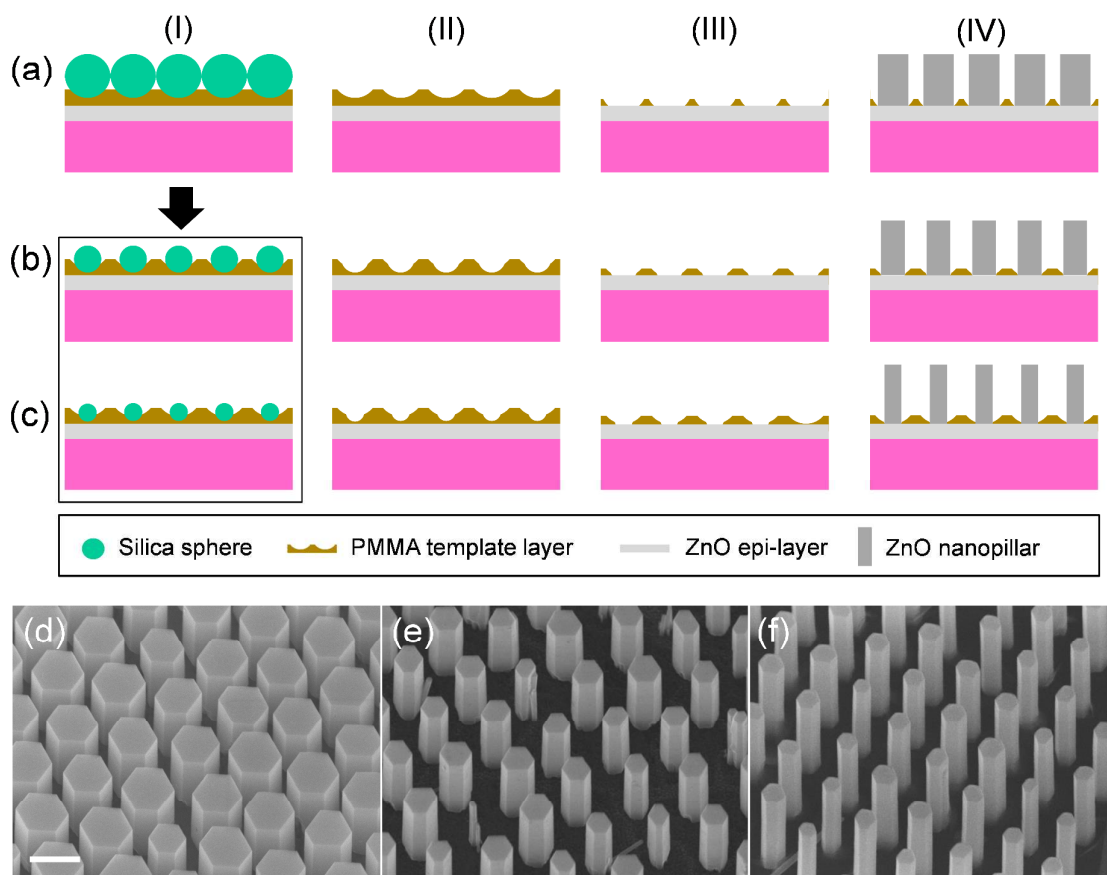 (I) (II) (III) (IV)
(a)
(b)
(c)
Silica sphere PMMA template layer ZnO epi-layer ZnO nanopillar
(d) (e) (f)